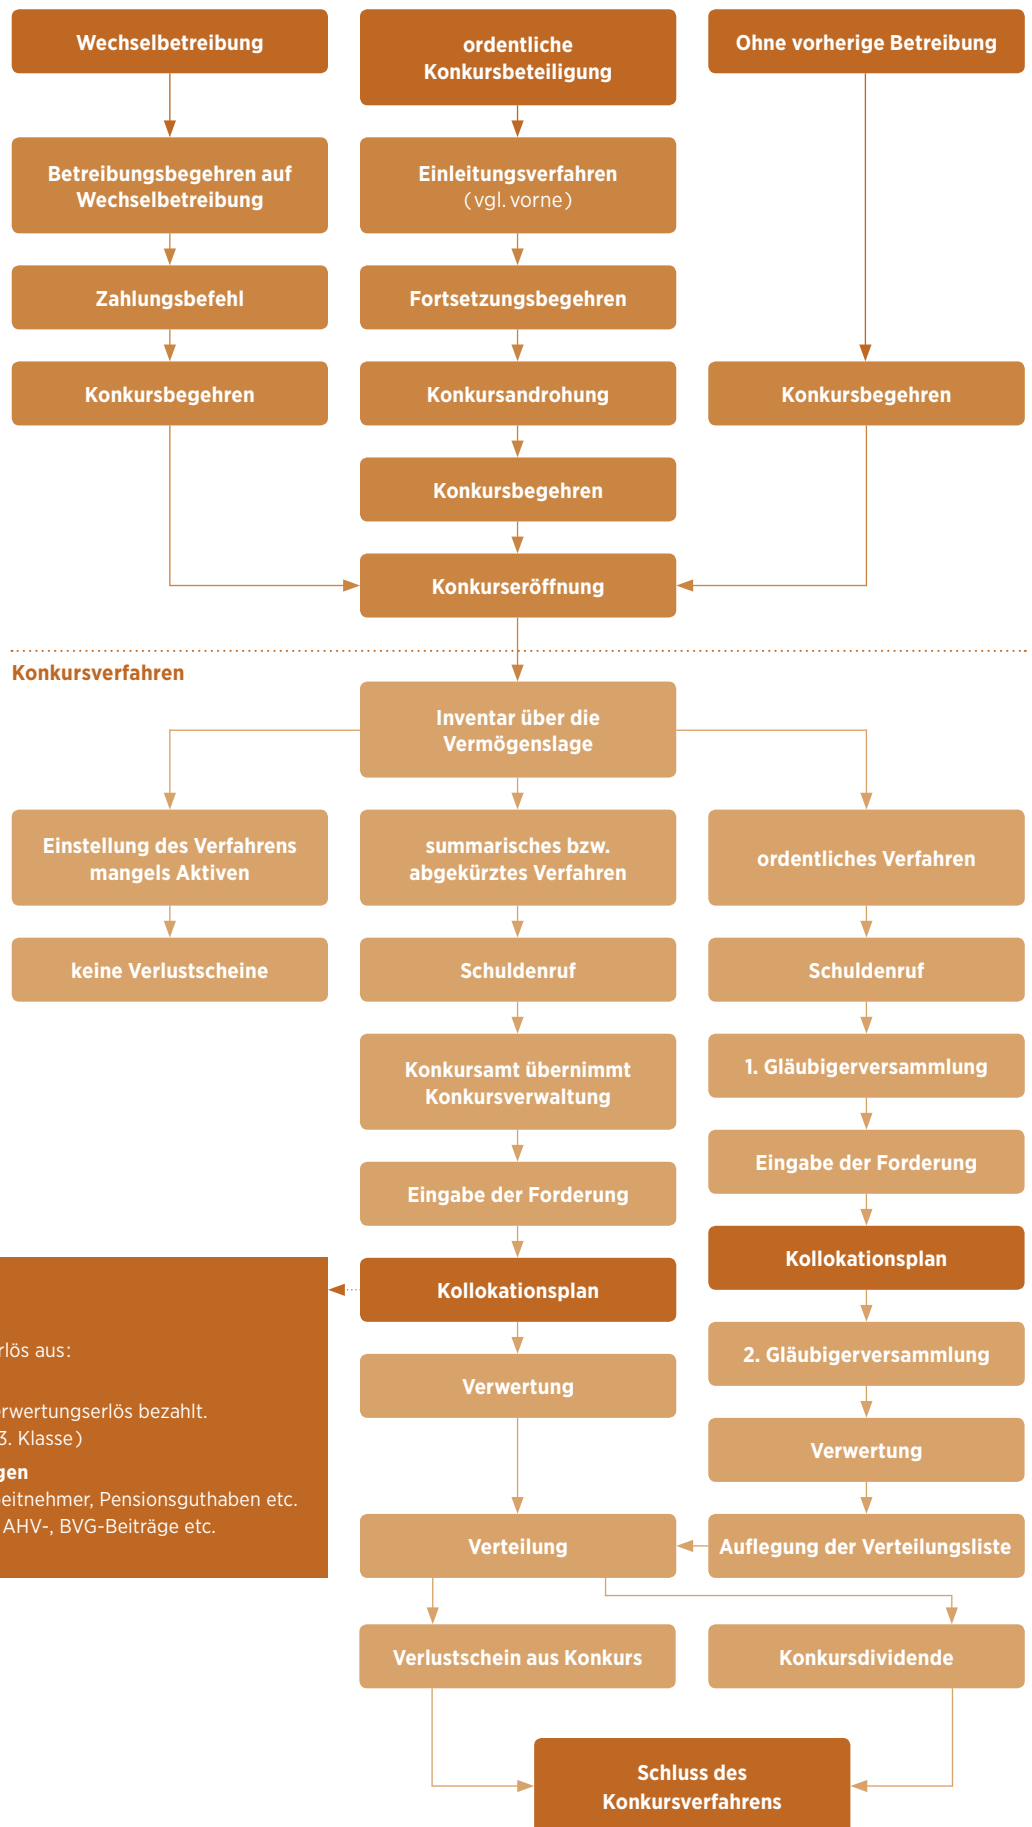 Wechselbetreibung
ordentliche
Konkursbeteiligung
Ohne vorherige Betreibung
Betreibungsbegehren auf
Wechselbetreibung
Einleitungsverfahren
(vgl. vorne)
Zahlungsbefehl
Fortsetzungsbegehren
Konkursbegehren
Konkursandrohung
Konkursbegehren
Konkursbegehren
Konkurseröffnung
Konkursverfahren
Inventar über die
Vermögenslage
Einstellung des Verfahrens
mangels Aktiven
summarisches bzw.
abgekürztes Verfahren
ordentliches Verfahren
keine Verlustscheine
Schuldenruf
Schuldenruf
Konkursamt übernimmt
Konkursverwaltung
1. Gläubigerversammlung
Eingabe der Forderung
Eingabe der Forderung
Kollokationsplan
Kollokationsplan
rlös aus:
erwertungserlös bezahlt.
3. Klasse)
gen
eitnehmer, Pensionsguthaben etc.
AHV-, BVG-Beiträge etc.
Verwertung
2. Gläubigerversammlung
Verwertung
Verteilung
Auflegung der Verteilungsliste
Verlustschein aus Konkurs
Konkursdividende
Schluss des
Konkursverfahrens